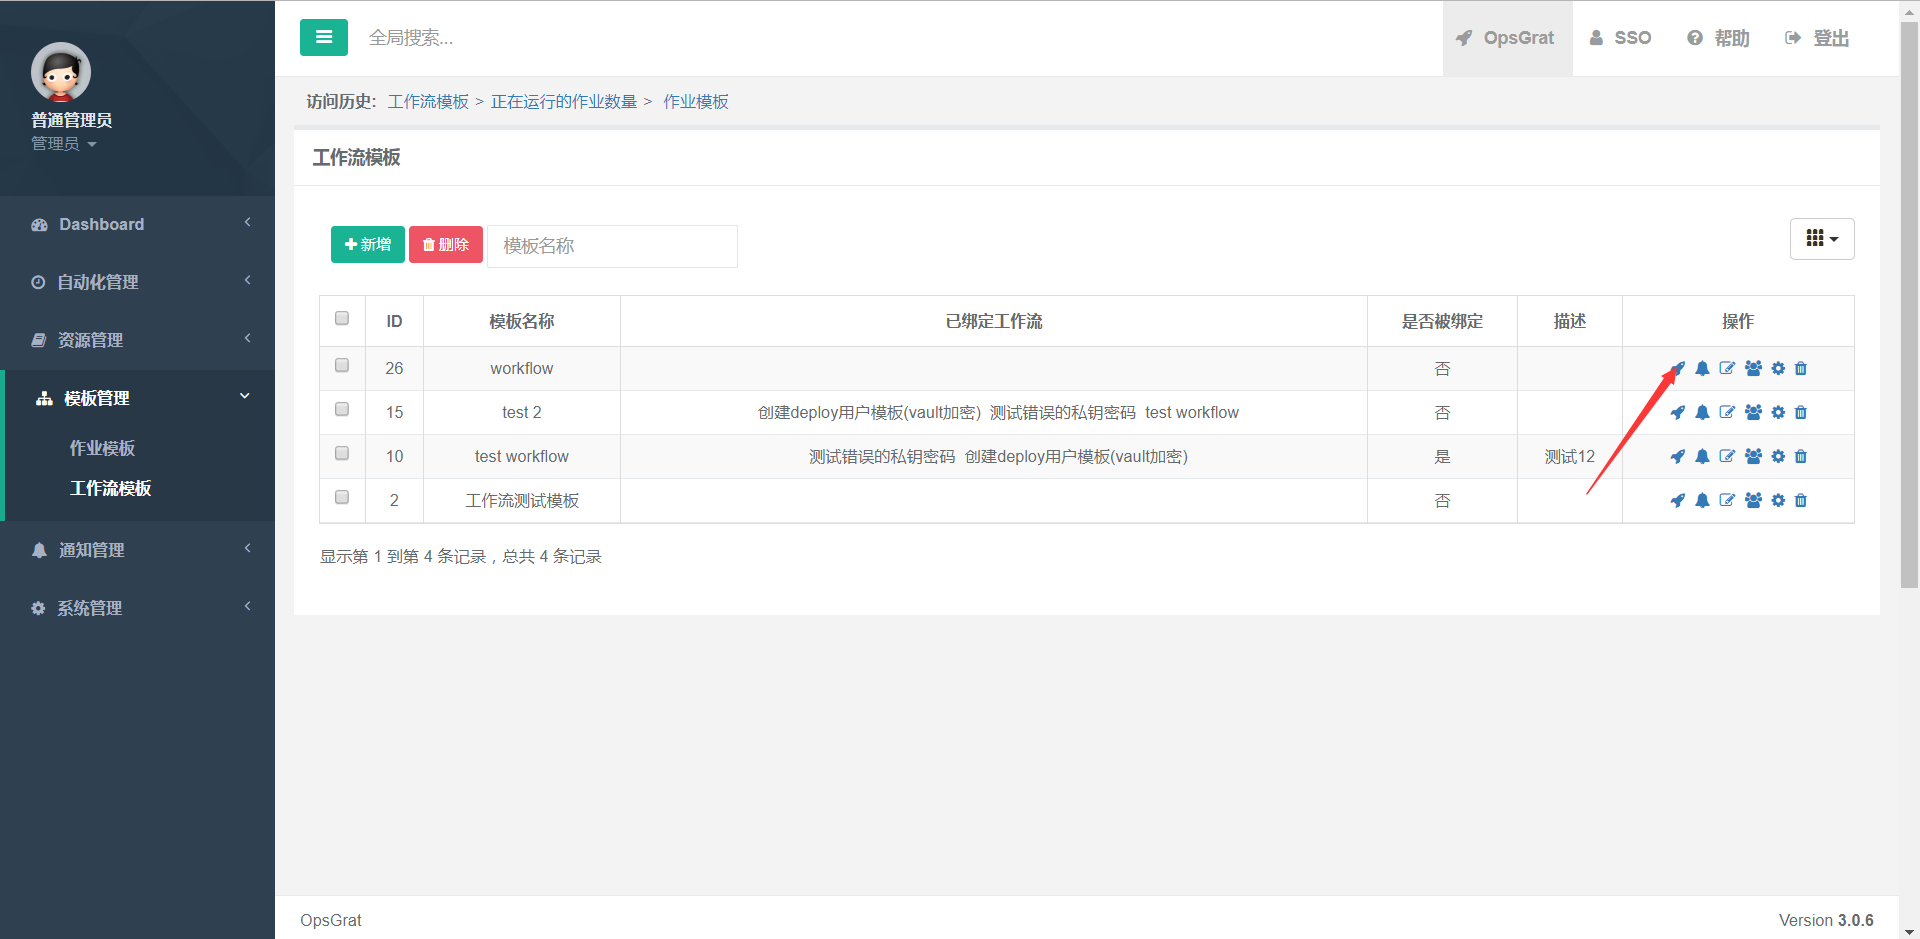 普通管理员
管理员
Dashboard
自动化管理
资源管理
模板管理
作业模板
工作流模板
通知管理
系统管理
全局搜索...
OpsGrat
SSO
帮助
登出
访问历史: 工作流模板 > 正在运行的作业数量 > 作业模板
工作流模板
新增 删除 模板名称
ID 模板名称 已绑定工作流 是否被绑定 描述 操作
26 workflow 否
15 test 2 创建deploy用户模板(vault加密) 测试错误的私钥密码 test workflow 否
10 test workflow 测试错误的私钥密码 创建deploy用户模板(vault加密) 是 测试12
2 工作流测试模板 否
显示第 1 到第 4 条记录，总共 4 条记录
OpsGrat
Version 3.0.6